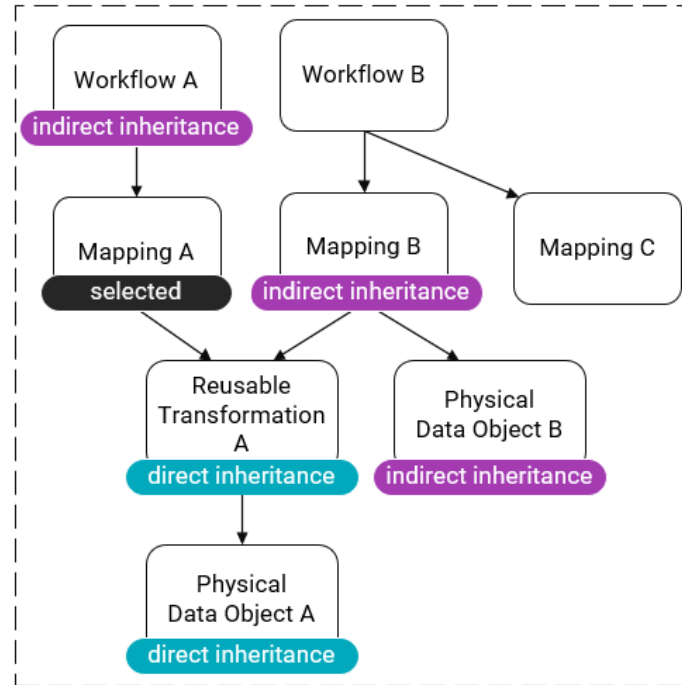 Workflow A
indirect inheritance
Workflow B
Mapping A
selected
Mapping B
indirect inheritance
Mapping C
Reusable
Transformation
A
direct inheritance
Physical
Data Object B
indirect inheritance
Physical
Data Object A
direct inheritance